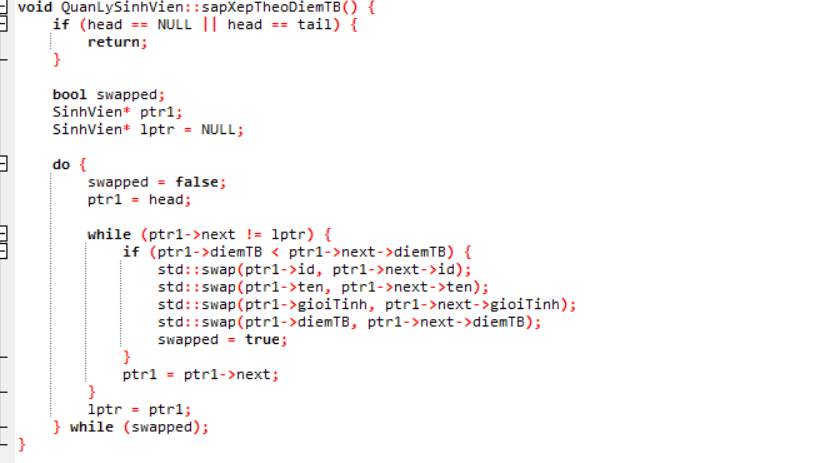 void QuanLySinhVien::sapXepTheoDiemTB() {
    if (head == NULL || head == tail) {
        return;
    }

    bool swapped;
    SinhVien* ptr1;
    SinhVien* lptr = NULL;

    do {
        swapped = false;
        ptr1 = head;

        while (ptr1->next != lptr) {
            if (ptr1->diemTB < ptr1->next->diemTB) {
                std::swap(ptr1->id, ptr1->next->id);
                std::swap(ptr1->ten, ptr1->next->ten);
                std::swap(ptr1->gioiTinh, ptr1->next->gioiTinh);
                std::swap(ptr1->diemTB, ptr1->next->diemTB);
                swapped = true;
            }
            ptr1 = ptr1->next;
        }
        lptr = ptr1;
    } while (swapped);
}